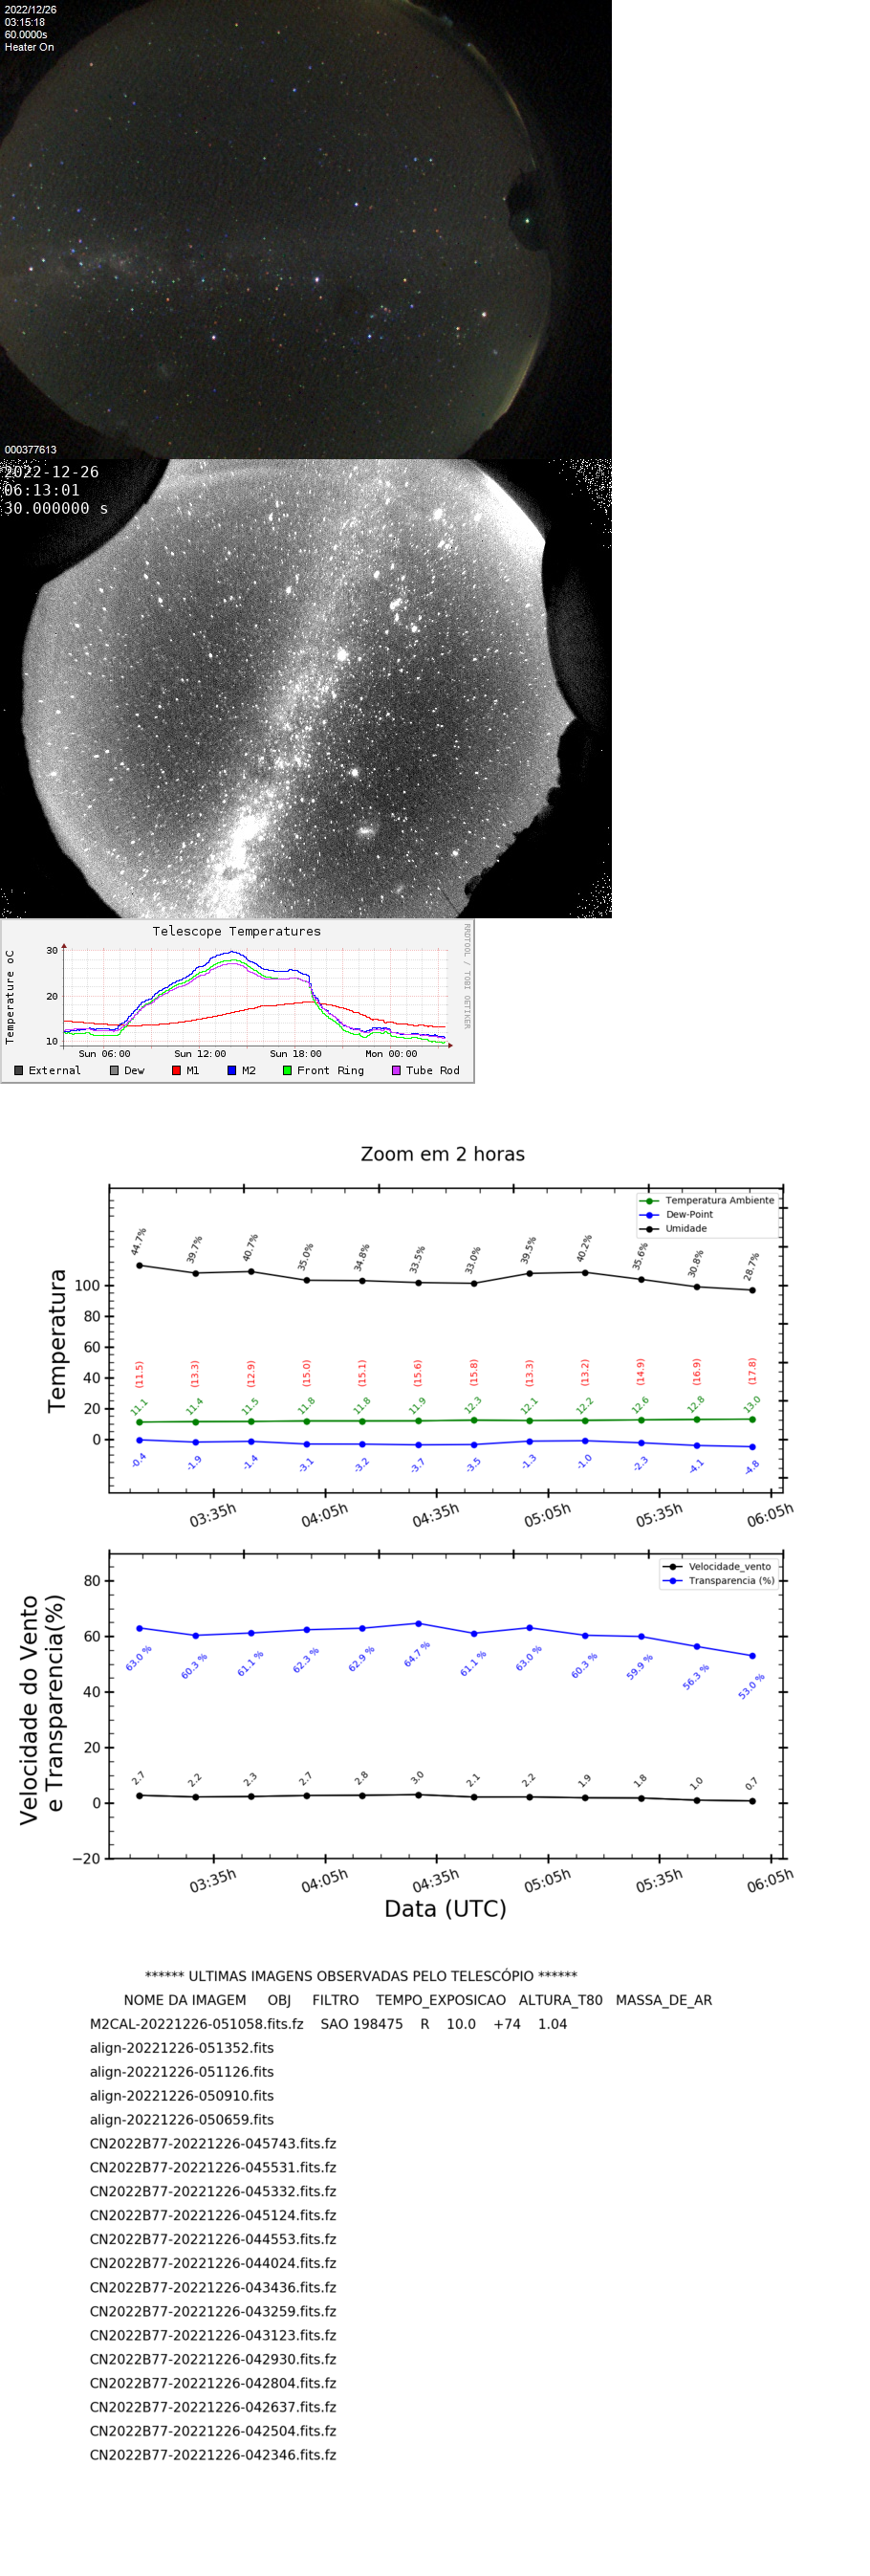 2022/12/26
03:15:18
60.0000s
Heater On
000377613
2022-12-26
06:13:01
30.000000 s
Telescope Temperatures
RRDTOOL / TOBI OETIKER
Temperature oC
30
20
10
Sun 06:00 Sun 12:00 Sun 18:00 Mon 00:00
External Dew M1 M2 Front Ring Tube Rod
Zoom em 2 horas
Temperatura Ambiente
Dew-Point
Umidade
44.7% 39.7% 40.7% 35.0% 34.8% 33.5% 33.0% 39.5% 40.2% 35.6% 30.8% 28.7%
Temperatura
100
80
60
40
20
0
(11.5) (13.3) (12.9) (15.0) (15.1) (15.6) (15.8) (13.3) (13.2) (14.9) (16.9) (17.8)
11.1 11.4 11.5 11.8 11.8 11.9 12.3 12.1 12.2 12.6 12.8 13.0
-0.4 -1.9 -1.4 -3.1 -3.2 -3.7 -3.5 -1.3 -1.0 -2.3 -4.1 -4.8
03:35h 04:05h 04:35h 05:05h 05:35h 06:05h
Velocidade_vento
Transparencia (%)
Velocidade do Vento
e Transparencia(%)
80
60
40
20
0
−20
63.0 % 60.3 % 61.1 % 62.3 % 62.9 % 64.7 % 61.1 % 63.0 % 60.3 % 59.9 % 56.3 % 53.0 %
2.7 2.2 2.3 2.7 2.8 3.0 2.1 2.2 1.9 1.8 1.0 0.7
03:35h 04:05h 04:35h 05:05h 05:35h 06:05h
Data (UTC)
****** ULTIMAS IMAGENS OBSERVADAS PELO TELESCÓPIO ******
NOME DA IMAGEM OBJ FILTRO TEMPO_EXPOSICAO ALTURA_T80 MASSA_DE_AR
M2CAL-20221226-051058.fits.fz SAO 198475 R 10.0 +74 1.04
align-20221226-051352.fits
align-20221226-051126.fits
align-20221226-050910.fits
align-20221226-050659.fits
CN2022B77-20221226-045743.fits.fz
CN2022B77-20221226-045531.fits.fz
CN2022B77-20221226-045332.fits.fz
CN2022B77-20221226-045124.fits.fz
CN2022B77-20221226-044553.fits.fz
CN2022B77-20221226-044024.fits.fz
CN2022B77-20221226-043436.fits.fz
CN2022B77-20221226-043259.fits.fz
CN2022B77-20221226-043123.fits.fz
CN2022B77-20221226-042930.fits.fz
CN2022B77-20221226-042804.fits.fz
CN2022B77-20221226-042637.fits.fz
CN2022B77-20221226-042504.fits.fz
CN2022B77-20221226-042346.fits.fz